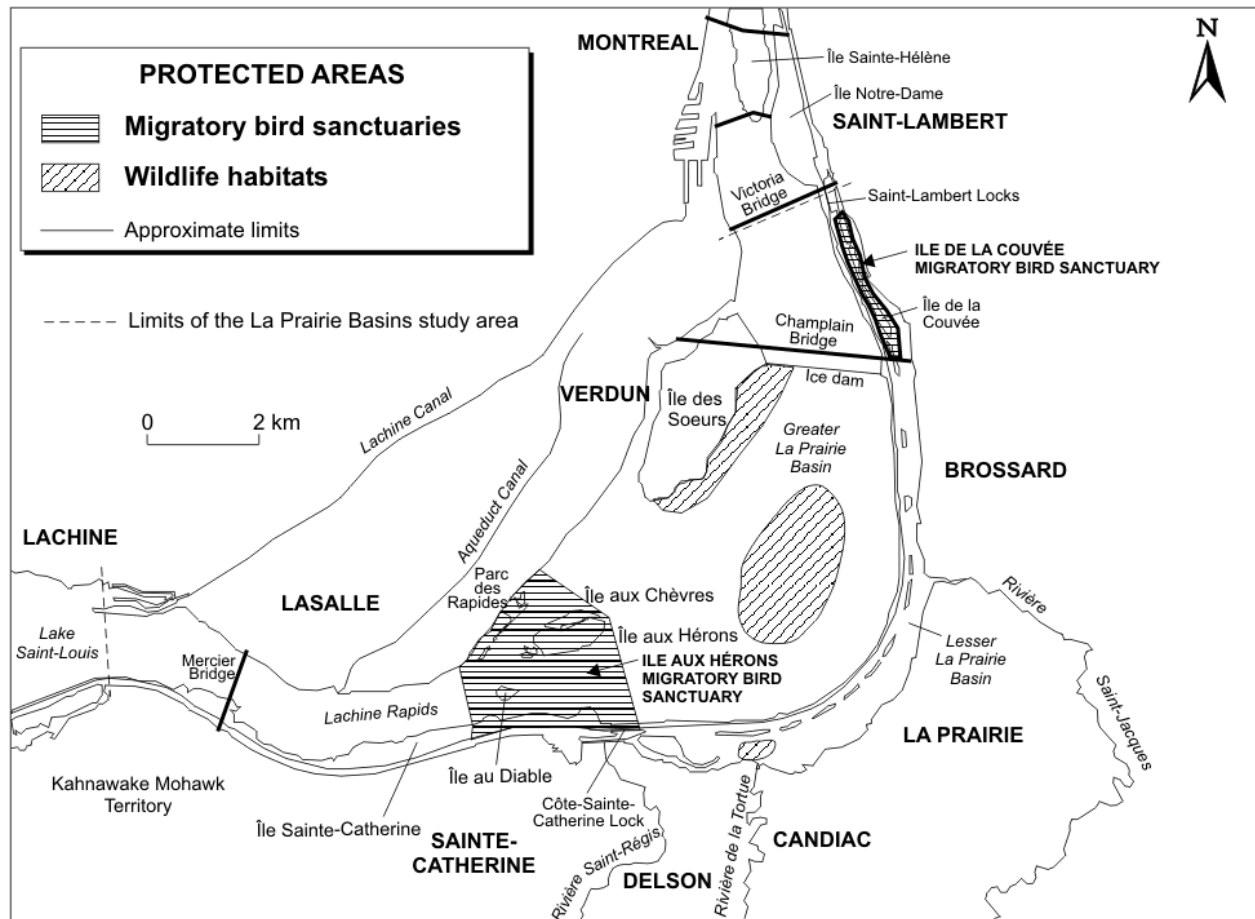 PROTECTED AREAS
Migratory bird sanctuaries
Wildlife habitats
Approximate limits
Limits of the La Prairie Basins study area
0
2 km
N
MONTREAL
Île Sainte-Hélène
Île Notre-Dame
SAINT-LAMBERT
Victoria
Bridge
Saint-Lambert Locks
ILE DE LA COUVÉE
MIGRATORY BIRD SANCTUARY
Île de la
Couvée
Champlain
Bridge
Ice dam
VERDUN
Île des
Soeurs
Greater
La Prairie
Basin
BROSSARD
Lachine Canal
Aqueduct Canal
LACHINE
LASALLE
Parc
des
Rapides
Île aux Chèvres
Île aux Hérons
ILE AUX HÉRONS
MIGRATORY BIRD
SANCTUARY
Lake
Saint-Louis
Mercier
Bridge
Lachine Rapids
Rivière
Saint-Jacques
Lesser
La Prairie
Basin
LA PRAIRIE
Kahnawake Mohawk
Territory
Île au Diable
Île Sainte-Catherine
Côte-Sainte-
Catherine Lock
SAINTE-
CATHERINE
Rivière Saint-Régis
DELSON
Rivière de la Tortue
CANDIAC